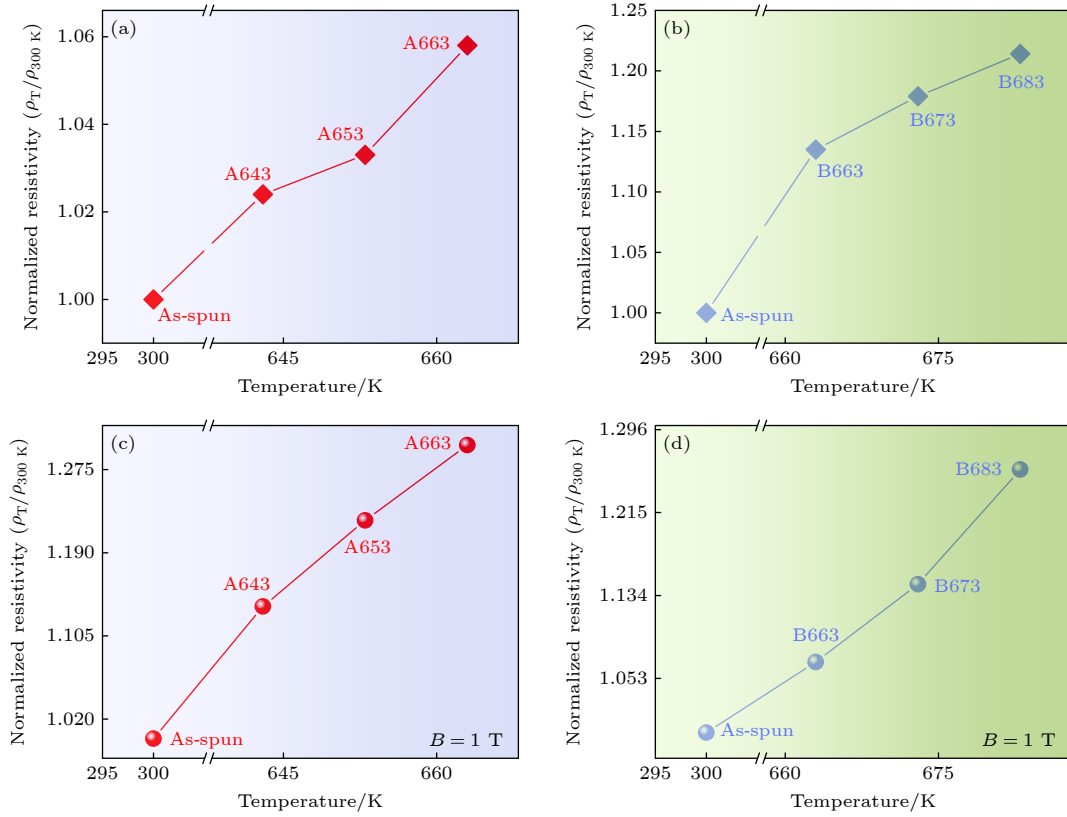 (a)
Normalized resistivity (ρT/ρ300 K)
1.06
1.04
1.02
1.00
A663
A653
A643
As-spun
295
300
645
660
Temperature/K
(b)
Normalized resistivity (ρT/ρ300 K)
1.25
1.20
1.15
1.10
1.05
1.00
B683
B673
B663
As-spun
295
300
660
675
Temperature/K
(c)
Normalized resistivity (ρT/ρ300 K)
1.275
1.190
1.105
1.020
A663
A653
A643
As-spun
B = 1 T
295
300
645
660
Temperature/K
(d)
Normalized resistivity (ρT/ρ300 K)
1.296
1.215
1.134
1.053
B683
B673
B663
As-spun
B = 1 T
295
300
660
675
Temperature/K